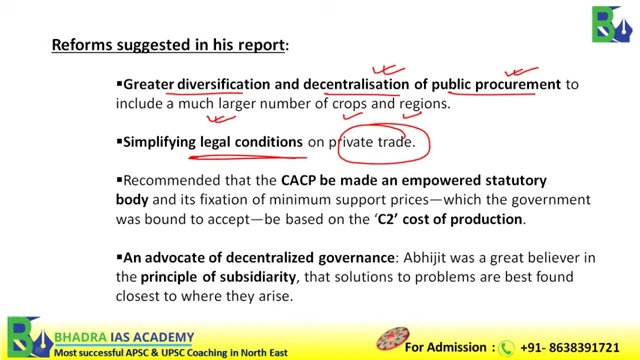 Reforms suggested in his report:
▪Greater diversification and decentralisation of public procurement to
include a much larger number of crops and regions.
▪Simplifying legal conditions on private trade.
▪Recommended that the CACP be made an empowered statutory
body and its fixation of minimum support prices—which the government
was bound to accept—be based on the ‘C2’ cost of production.
▪An advocate of decentralized governance: Abhijit was a great believer in
the principle of subsidiarity, that solutions to problems are best found
closest to where they arise.
BHADRA IAS ACADEMY
Most successful APSC & UPSC Coaching in North East
For Admission : +91- 8638391721